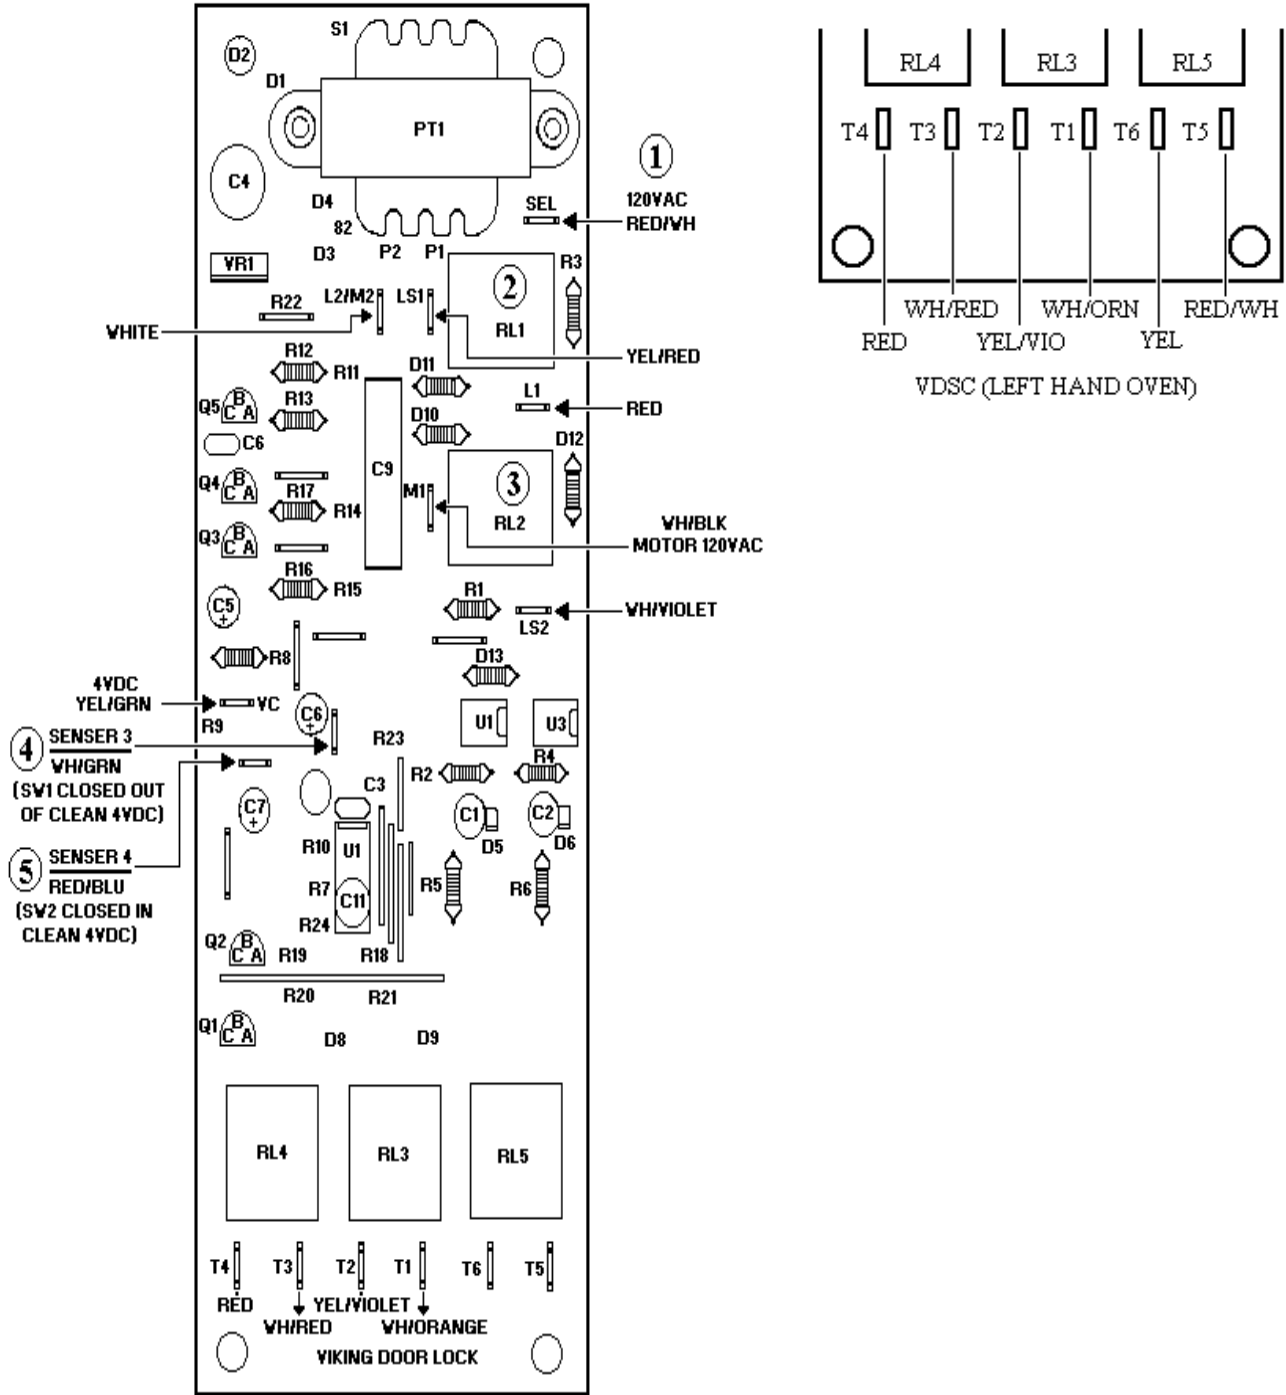 S1
D2
D1
PT1
C4
1
120VAC
SEL
RED/WH
D4
82
D3
P2
P1
VR1
R3
2
L2/M2
LS1
R22
RL1
WHITE
YEL/RED
R12
R11
D11
L1
RED
Q5
B
C A
R13
D10
C6
D12
C9
3
Q4
B
C A
R17
M1
R14
RL2
WH/BLK
MOTOR 120VAC
Q3
B
C A
R16
R15
C5
+
R1
WH/VIOLET
LS2
R8
D13
4VDC
YEL/GRN
VC
R9
C6
+
U1
U3
4
SENSER 3
WH/GRN
(SW1 CLOSED OUT
OF CLEAN 4VDC)
R23
R2
R4
C3
C7
+
C1
C2
D5
D6
R10
U1
5
SENSER 4
RED/BLU
(SW2 CLOSED IN
CLEAN 4VDC)
R7
C11
R5
R6
R24
Q2
B
C A
R19
R18
R20
R21
Q1
B
C A
D8
D9
RL4
RL3
RL5
T4
T3
T2
T1
T6
T5
RED
YEL/VIOLET
WH/RED
WH/ORANGE
VIKING DOOR LOCK
RL4
RL3
RL5
T4
T3
T2
T1
T6
T5
WH/RED
WH/ORN
RED/WH
RED
YEL/VIO
YEL
VDSC (LEFT HAND OVEN)